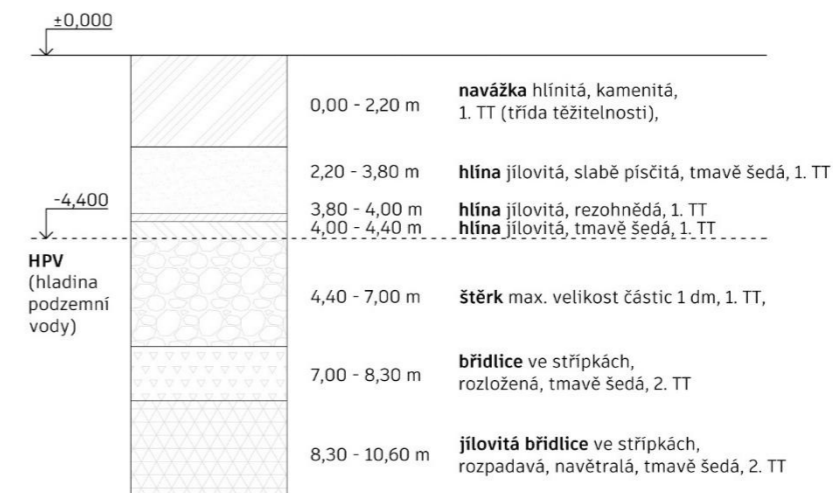 ±0,000
0,00 - 2,20 m
navážka hlínitá, kamenitá,
1. TT (třída těžitelnosti),
2,20 - 3,80 m
hlína jílovitá, slabě písčitá, tmavě šedá, 1. TT
-4,400
3,80 - 4,00 m
hlína jílovitá, rezohnědá, 1. TT
4,00 - 4,40 m
hlína jílovitá, tmavě šedá, 1. TT
HPV
(hladina
podzemní
vody)
4,40 - 7,00 m
štěrk max. velikost částic 1 dm, 1. TT,
7,00 - 8,30 m
břidlice ve střípkách,
rozložená, tmavě šedá, 2. TT
8,30 - 10,60 m
jílovitá břidlice ve střípkách,
rozpadavá, navětralá, tmavě šedá, 2. TT